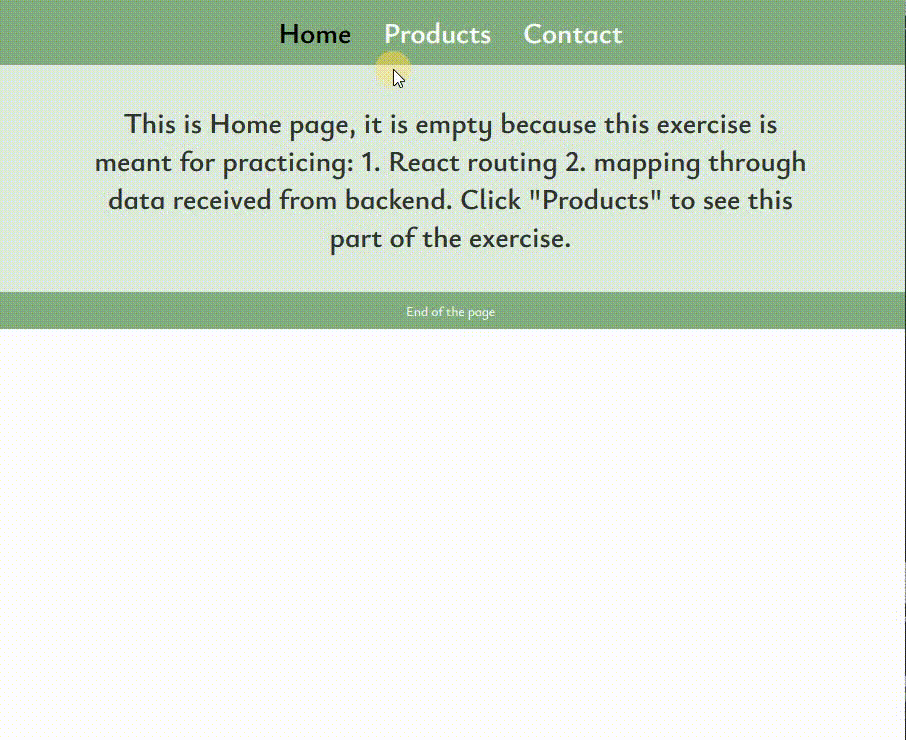 Home Products Contact
This is Home page, it is empty because this exercise is
meant for practicing: 1. React routing 2. mapping through
data received from backend. Click "Products" to see this
part of the exercise.
End of the page